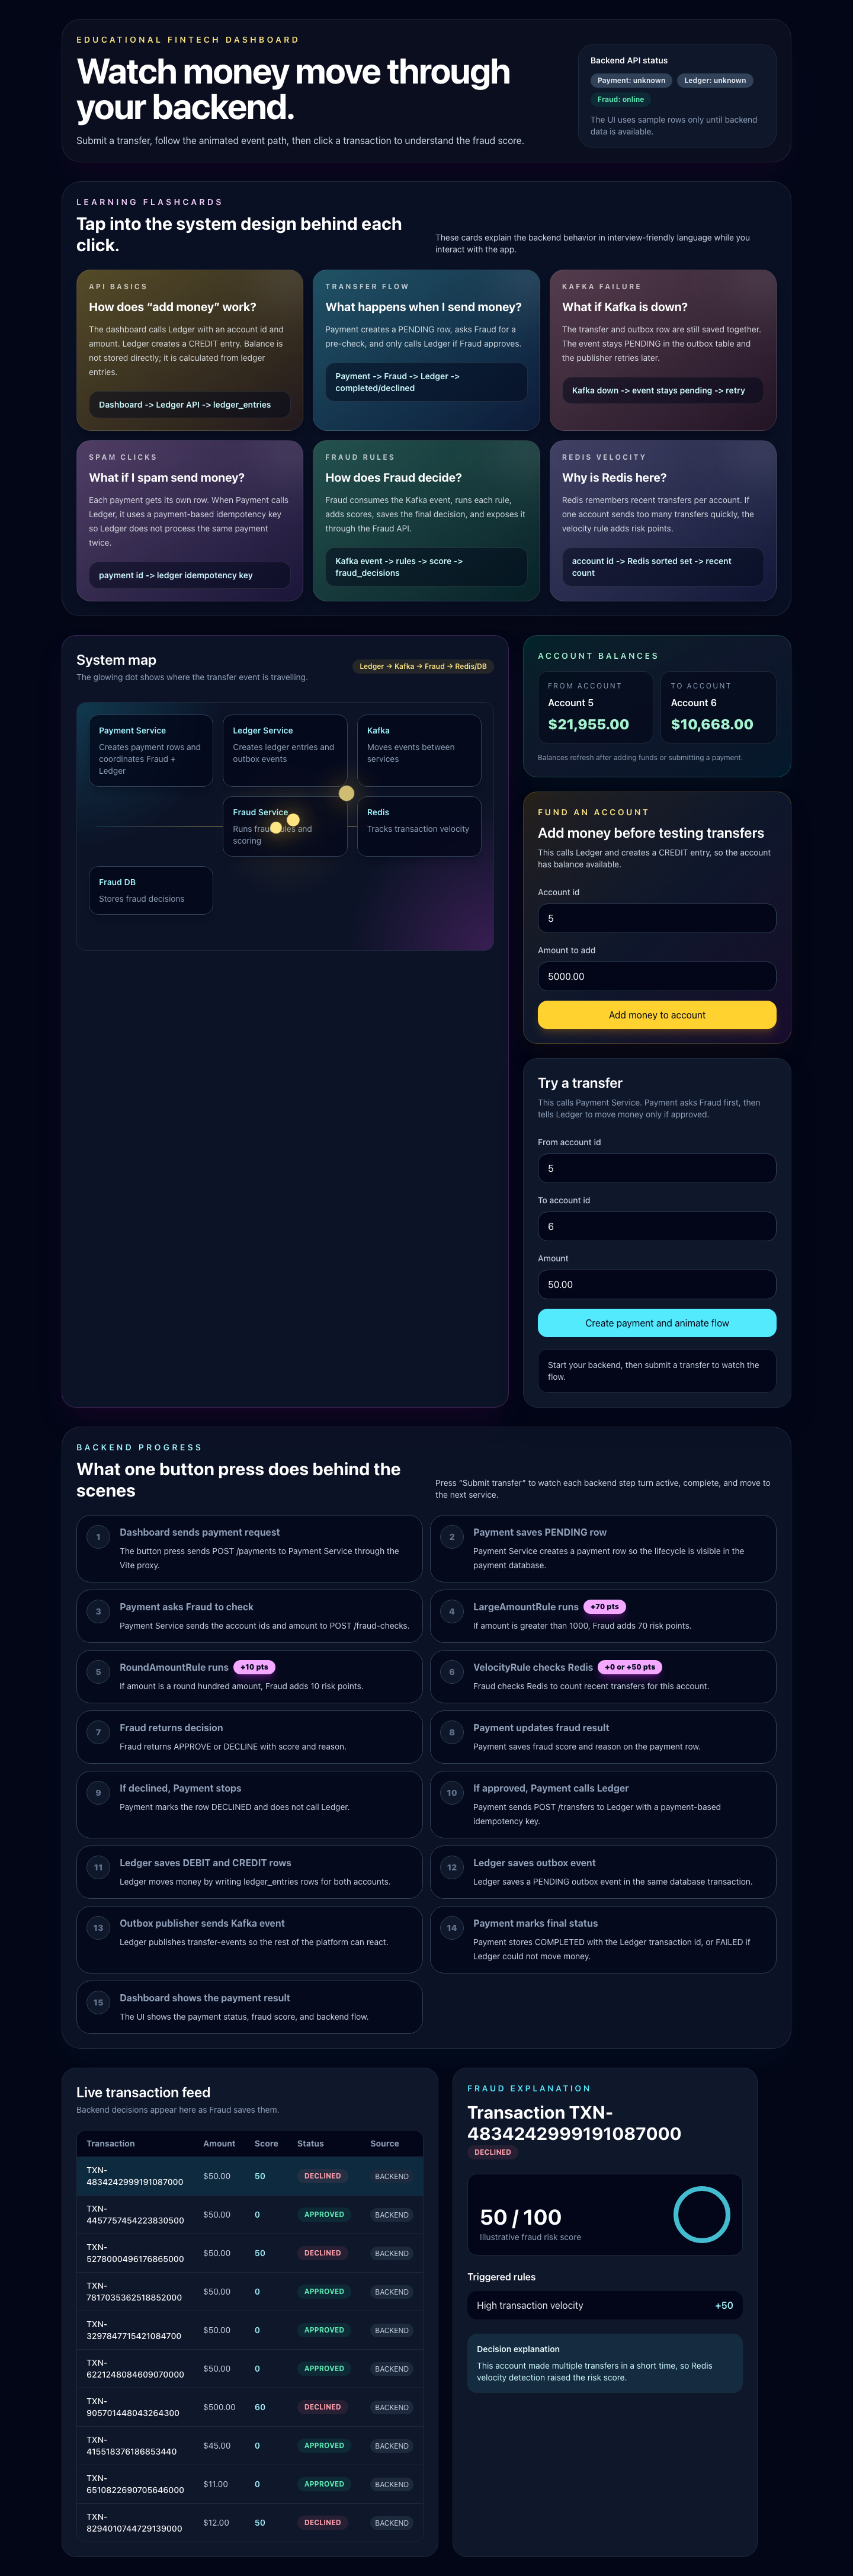 EDUCATIONAL FINTECH DASHBOARD
Watch money move through
your backend.
Submit a transfer, follow the animated event path, then click a transaction to understand the fraud score.
Backend API status
Payment: unknown
Ledger: unknown
Fraud: online
The UI uses sample rows only until backend
data is available.
LEARNING FLASHCARDS
Tap into the system design behind each
click.
These cards explain the backend behavior in interview-friendly language while you
interact with the app.
API BASICS
How does “add money” work?
The dashboard calls Ledger with an account id and
amount. Ledger creates a CREDIT entry. Balance is
not stored directly; it is calculated from ledger
entries.
Dashboard -> Ledger API -> ledger_entries
TRANSFER FLOW
What happens when I send money?
Payment creates a PENDING row, asks Fraud for a
pre-check, and only calls Ledger if Fraud approves.
Payment -> Fraud -> Ledger ->
completed/declined
KAFKA FAILURE
What if Kafka is down?
The transfer and outbox row are still saved together.
The event stays PENDING in the outbox table and
the publisher retries later.
Kafka down -> event stays pending -> retry
SPAM CLICKS
What if I spam send money?
Each payment gets its own row. When Payment calls
Ledger, it uses a payment-based idempotency key
so Ledger does not process the same payment
twice.
payment id -> ledger idempotency key
FRAUD RULES
How does Fraud decide?
Fraud consumes the Kafka event, runs each rule,
adds scores, saves the final decision, and exposes it
through the Fraud API.
Kafka event -> rules -> score ->
fraud_decisions
REDIS VELOCITY
Why is Redis here?
Redis remembers recent transfers per account. If
one account sends too many transfers quickly, the
velocity rule adds risk points.
account id -> Redis sorted set -> recent
count
System map
The glowing dot shows where the transfer event is travelling.
Ledger → Kafka → Fraud → Redis/DB
Payment Service
Creates payment rows and
coordinates Fraud +
Ledger
Ledger Service
Creates ledger entries and
outbox events
Kafka
Moves events between
services
Fraud Service
Runs fraud rules and
scoring
Redis
Tracks transaction velocity
Fraud DB
Stores fraud decisions
ACCOUNT BALANCES
FROM ACCOUNT
Account 5
$21,955.00
TO ACCOUNT
Account 6
$10,668.00
Balances refresh after adding funds or submitting a payment.
FUND AN ACCOUNT
Add money before testing transfers
This calls Ledger and creates a CREDIT entry, so the account
has balance available.
Account id
5
Amount to add
5000.00
Add money to account
Try a transfer
This calls Payment Service. Payment asks Fraud first, then
tells Ledger to move money only if approved.
From account id
5
To account id
6
Amount
50.00
Create payment and animate flow
Start your backend, then submit a transfer to watch the
flow.
BACKEND PROGRESS
What one button press does behind the
scenes
Press “Submit transfer” to watch each backend step turn active, complete, and move to
the next service.
1
Dashboard sends payment request
The button press sends POST /payments to Payment Service through the
Vite proxy.
2
Payment saves PENDING row
Payment Service creates a payment row so the lifecycle is visible in the
payment database.
3
Payment asks Fraud to check
Payment Service sends the account ids and amount to POST /fraud-checks.
4
LargeAmountRule runs +70 pts
If amount is greater than 1000, Fraud adds 70 risk points.
5
RoundAmountRule runs +10 pts
If amount is a round hundred amount, Fraud adds 10 risk points.
6
VelocityRule checks Redis +0 or +50 pts
Fraud checks Redis to count recent transfers for this account.
7
Fraud returns decision
Fraud returns APPROVE or DECLINE with score and reason.
8
Payment updates fraud result
Payment saves fraud score and reason on the payment row.
9
If declined, Payment stops
Payment marks the row DECLINED and does not call Ledger.
10
If approved, Payment calls Ledger
Payment sends POST /transfers to Ledger with a payment-based
idempotency key.
11
Ledger saves DEBIT and CREDIT rows
Ledger moves money by writing ledger_entries rows for both accounts.
12
Ledger saves outbox event
Ledger saves a PENDING outbox event in the same database transaction.
13
Outbox publisher sends Kafka event
Ledger publishes transfer-events so the rest of the platform can react.
14
Payment marks final status
Payment stores COMPLETED with the Ledger transaction id, or FAILED if
Ledger could not move money.
15
Dashboard shows the payment result
The UI shows the payment status, fraud score, and backend flow.
Live transaction feed
Backend decisions appear here as Fraud saves them.
Transaction Amount Score Status Source
TXN-
4834242999191087000 $50.00 50 DECLINED BACKEND
TXN-
4457757454223830500 $50.00 0 APPROVED BACKEND
TXN-
5278000496176865000 $50.00 50 DECLINED BACKEND
TXN-
7817035362518852000 $50.00 0 APPROVED BACKEND
TXN-
3297847715421084700 $50.00 0 APPROVED BACKEND
TXN-
6221248084609070000 $50.00 0 APPROVED BACKEND
TXN-
905701448043264300 $500.00 60 DECLINED BACKEND
TXN-
415518376186853440 $45.00 0 APPROVED BACKEND
TXN-
6510822690705646000 $11.00 0 APPROVED BACKEND
TXN-
8294010744729139000 $12.00 50 DECLINED BACKEND
FRAUD EXPLANATION
Transaction TXN-
4834242999191087000
DECLINED
50 / 100
Illustrative fraud risk score
Triggered rules
High transaction velocity +50
Decision explanation
This account made multiple transfers in a short time, so Redis
velocity detection raised the risk score.